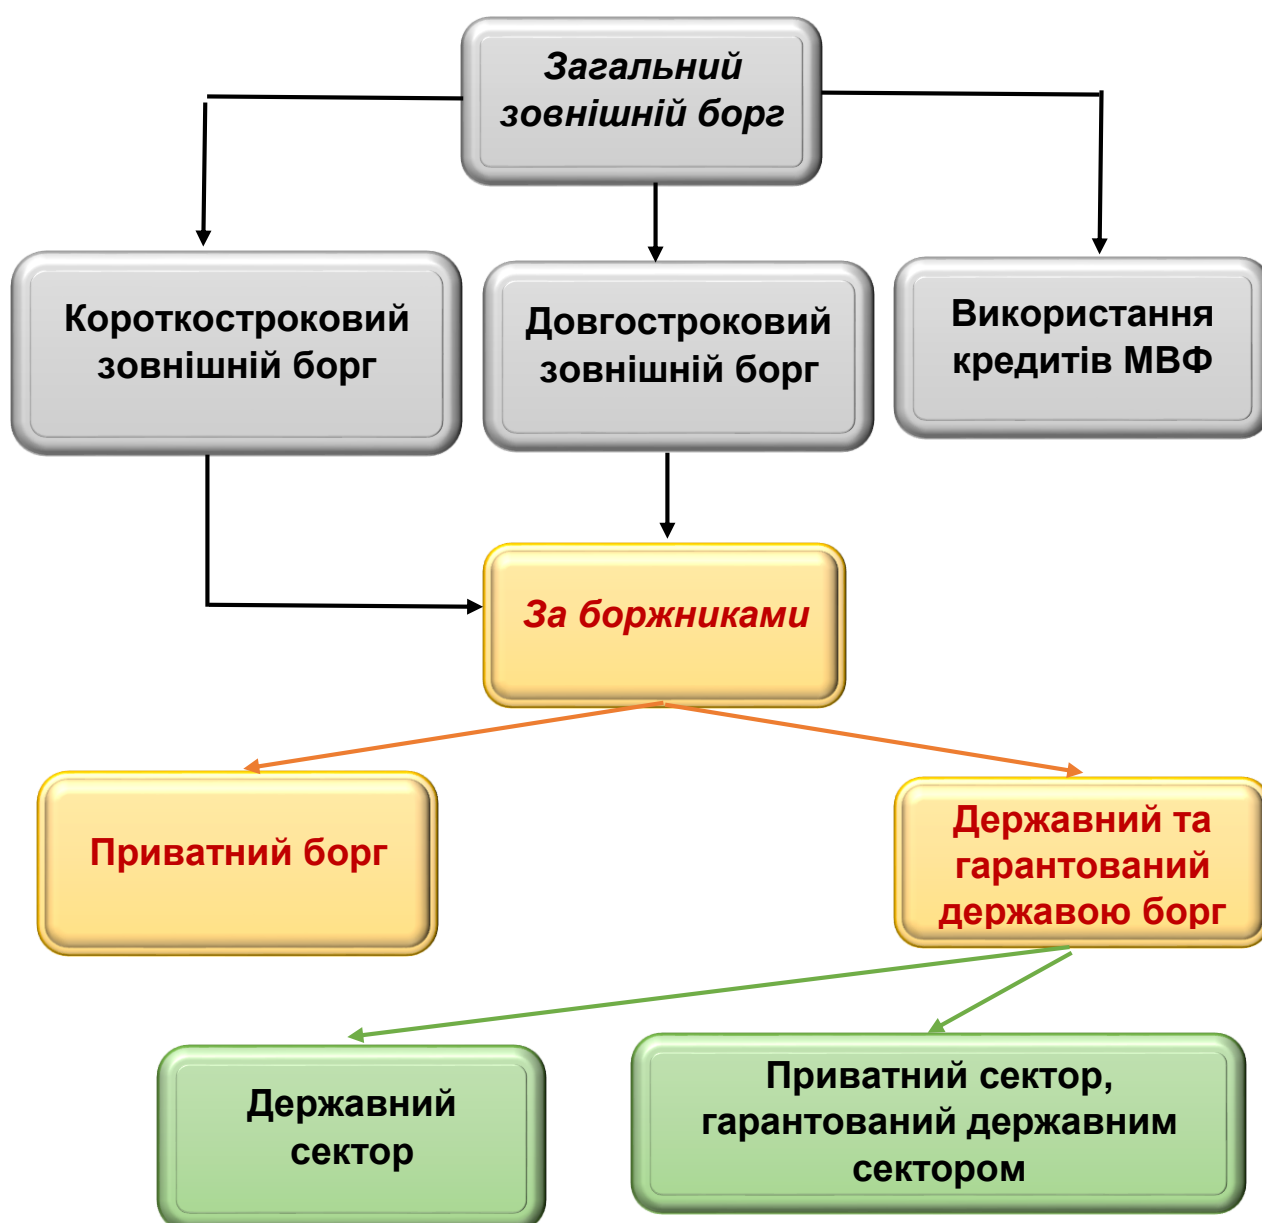 Загальний
зовнішній борг
Короткостроковий
зовнішній борг
Довгостроковий
зовнішній борг
Використання
кредитів МВФ
За боржниками
Приватний борг
Державний та
гарантований
державою борг
Державний
сектор
Приватний сектор,
гарантований державним
сектором